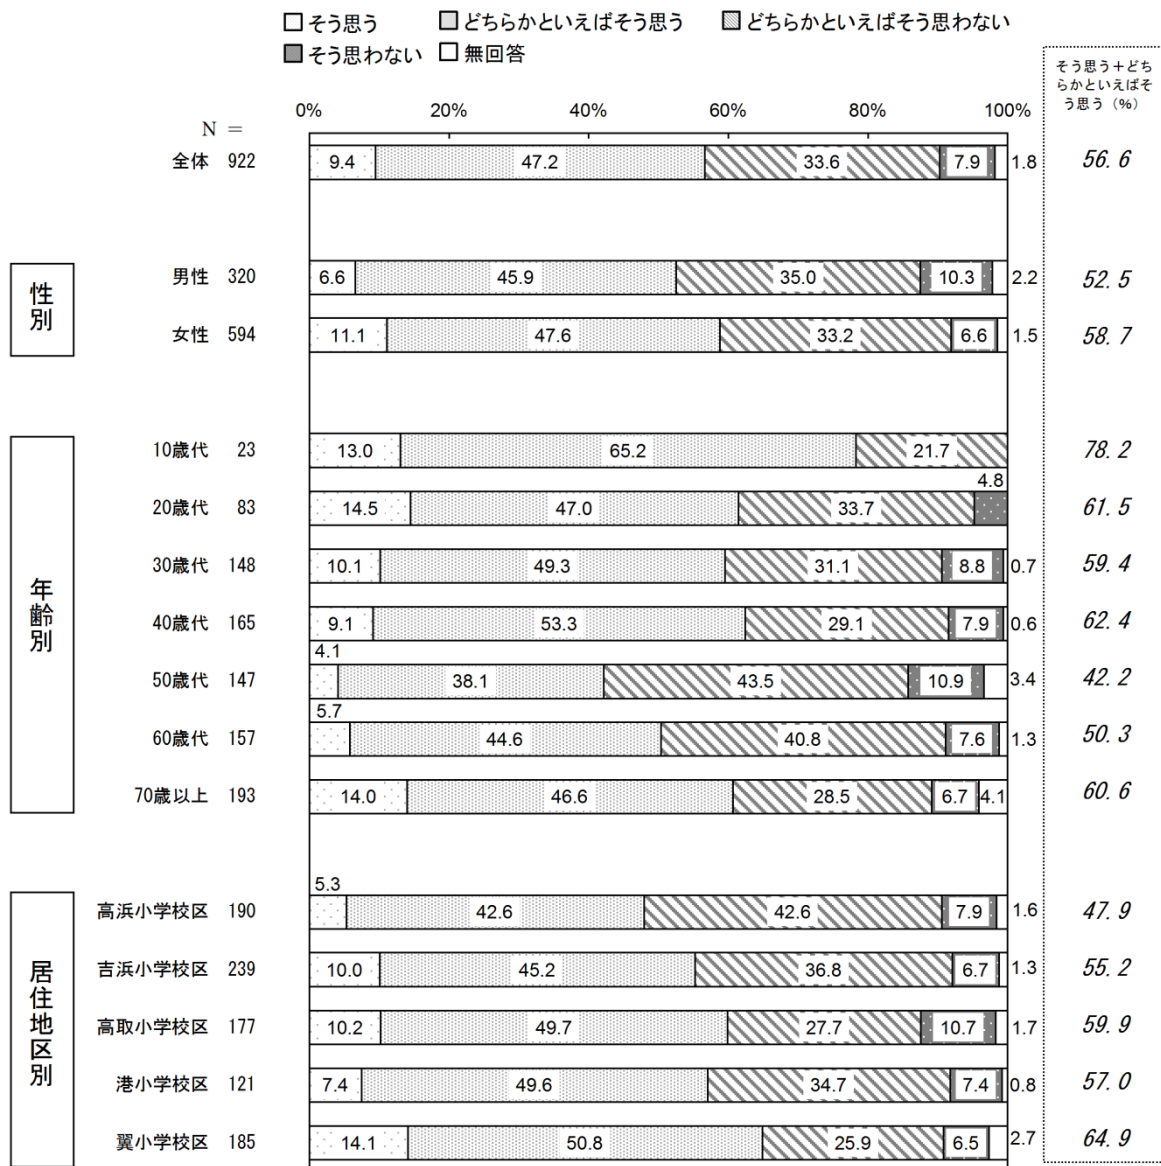 そう思う どちらかといえばそう思う どちらかといえばそう思わない
そう思わない 無回答
そう思う＋どち
らかといえばそ
う思う（%）
0% 20% 40% 60% 80% 100%
N =
全体 922 9.4 47.2 33.6 7.9 1.8 56.6
性別
男性 320 6.6 45.9 35.0 10.3 2.2 52.5
女性 594 11.1 47.6 33.2 6.6 1.5 58.7
年齢別
10歳代 23 13.0 65.2 21.7 78.2
20歳代 83 14.5 47.0 33.7 4.8 61.5
30歳代 148 10.1 49.3 31.1 8.8 0.7 59.4
40歳代 165 9.1 53.3 29.1 7.9 0.6 62.4
50歳代 147 4.1 38.1 43.5 10.9 3.4 42.2
60歳代 157 5.7 44.6 40.8 7.6 1.3 50.3
70歳以上 193 14.0 46.6 28.5 6.7 4.1 60.6
居住地区別
高浜小学校区 190 5.3 42.6 42.6 7.9 1.6 47.9
吉浜小学校区 239 10.0 45.2 36.8 6.7 1.3 55.2
高取小学校区 177 10.2 49.7 27.7 10.7 1.7 59.9
港小学校区 121 7.4 49.6 34.7 7.4 0.8 57.0
翼小学校区 185 14.1 50.8 25.9 6.5 2.7 64.9